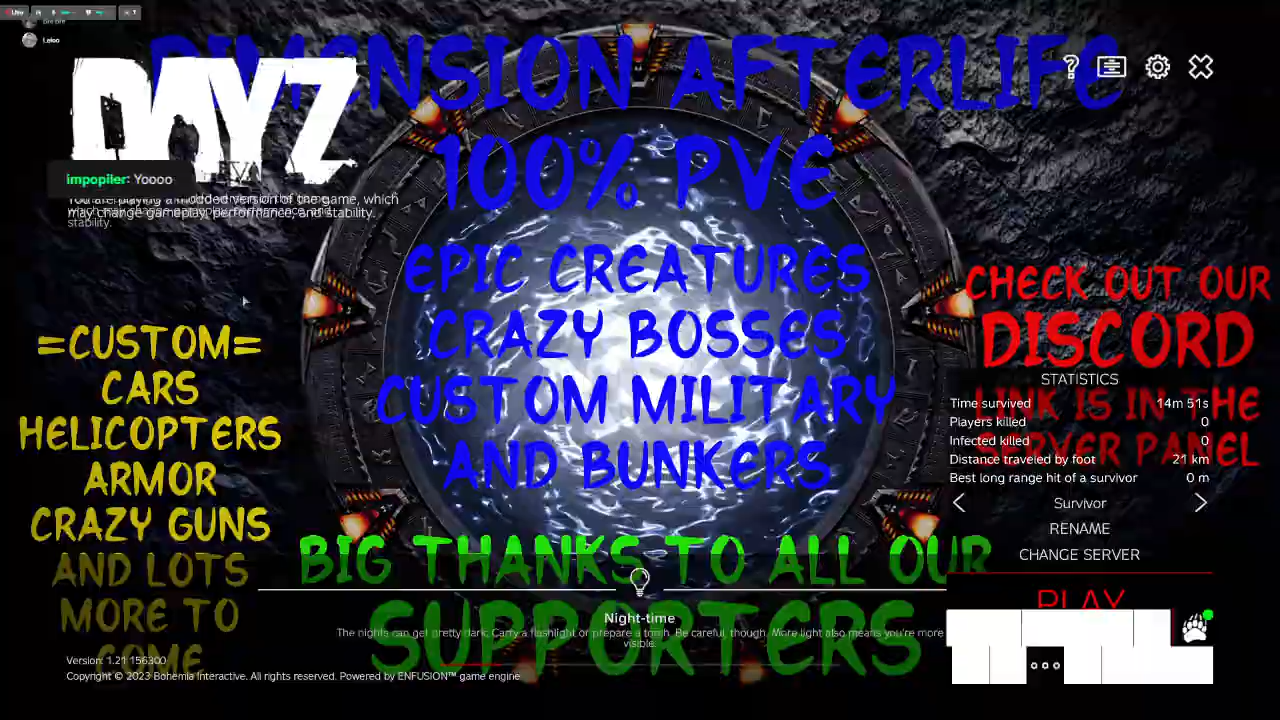 Live
Leloo
DIMENSION AFTERLIFE
DAYZ
100% PVE
impopiler: Yoooo
You are playing a modded version of the game, which
may change gameplay, performance, and stability.
stability.
EPIC CREATURES
CRAZY BOSSES
CUSTOM MILITARY
AND BUNKERS
=CUSTOM=
CARS
HELICOPTERS
ARMOR
CRAZY GUNS
AND LOTS
MORE TO
COME
CHECK OUT OUR
DISCORD
LINK IS IN THE
SERVER PANEL
STATISTICS
Time survived 14m 51s
Players killed 0
Infected killed 0
Distance traveled by foot 21 km
Best long range hit of a survivor 0 m
Survivor
RENAME
CHANGE SERVER
PLAY
BIG THANKS TO ALL OUR
SUPPORTERS
Night-time
The nights can get pretty dark. Carry a flashlight or prepare a torch. Be careful, though. More light also means you're more
visible.
Version: 1.21.156300
Copyright © 2023 Bohemia Interactive. All rights reserved. Powered by ENFUSION™ game engine